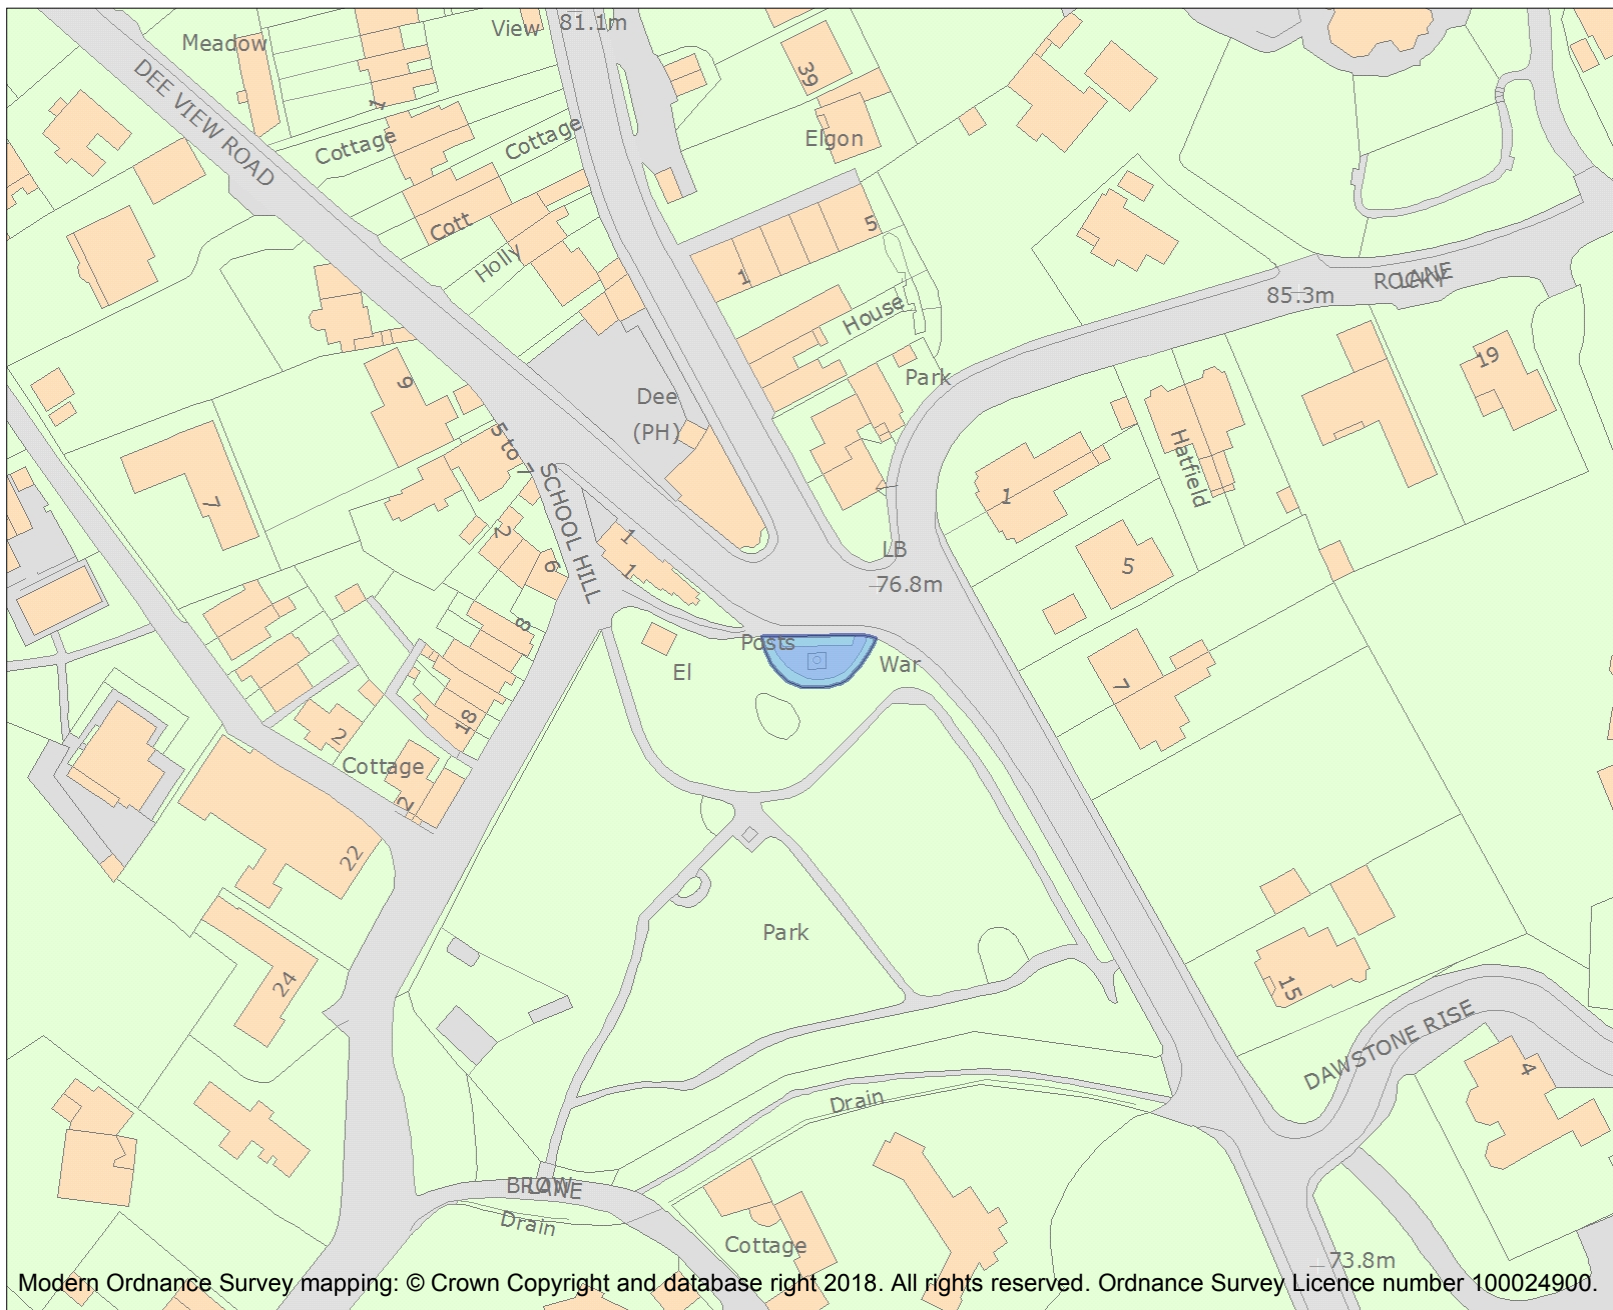 Meadow
View
81.1m
DEE VIEW ROAD
39
1
Cottage
Cottage
Elgon
Cott
5
Holly
1
ROCKY LANE
85.3m
House
19
Park
9
Dee
(PH)
5 to 7
Hatfield
7
SCHOOL HILL
1
2
1
LB
5
1
6
76.8m
8
Posts
War
El
7
18
2
Cottage
2
22
Park
24
15
DAWSTONE RISE
4
Drain
BROW LANE
Drain
Cottage
73.8m
Modern Ordnance Survey mapping: © Crown Copyright and database right 2018. All rights reserved. Ordnance Survey Licence number 100024900.